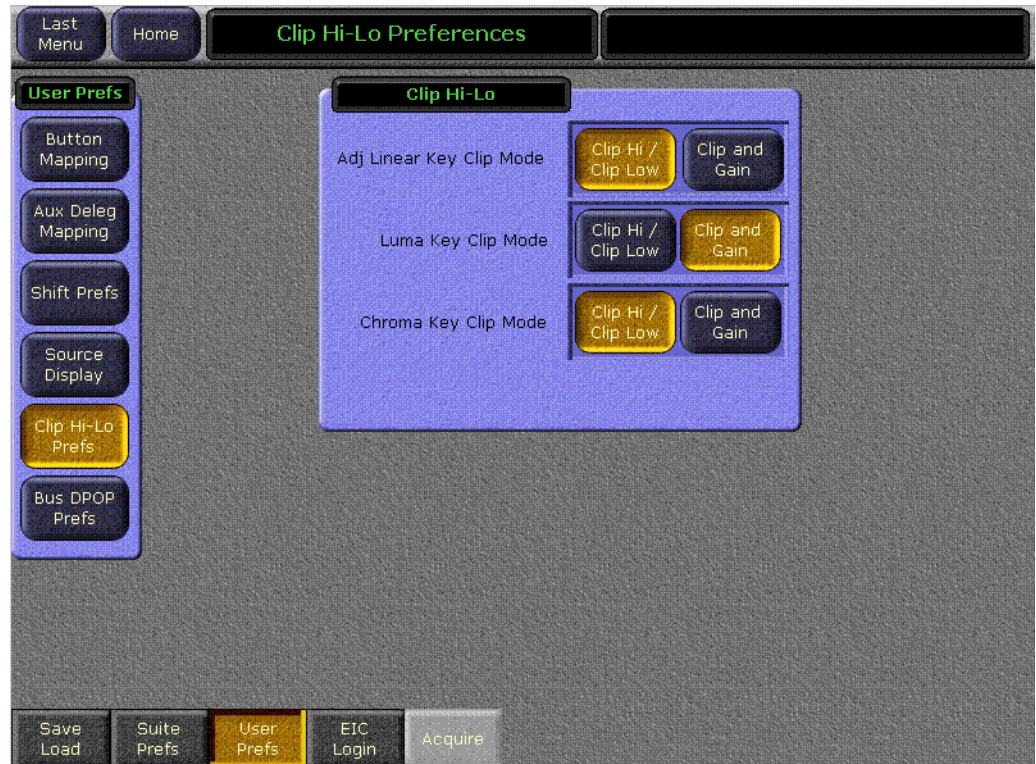 Last
Menu
Home
Clip Hi-Lo Preferences
User Prefs
Button
Mapping
Aux Deleg
Mapping
Shift Prefs
Source
Display
Clip Hi-Lo
Prefs
Bus DPOP
Prefs
Clip Hi-Lo
Adj Linear Key Clip Mode
Clip Hi /
Clip Low
Clip and
Gain
Luma Key Clip Mode
Clip Hi /
Clip Low
Clip and
Gain
Chroma Key Clip Mode
Clip Hi /
Clip Low
Clip and
Gain
Save
Load
Suite
Prefs
User
Prefs
EIC
Login
Acquire